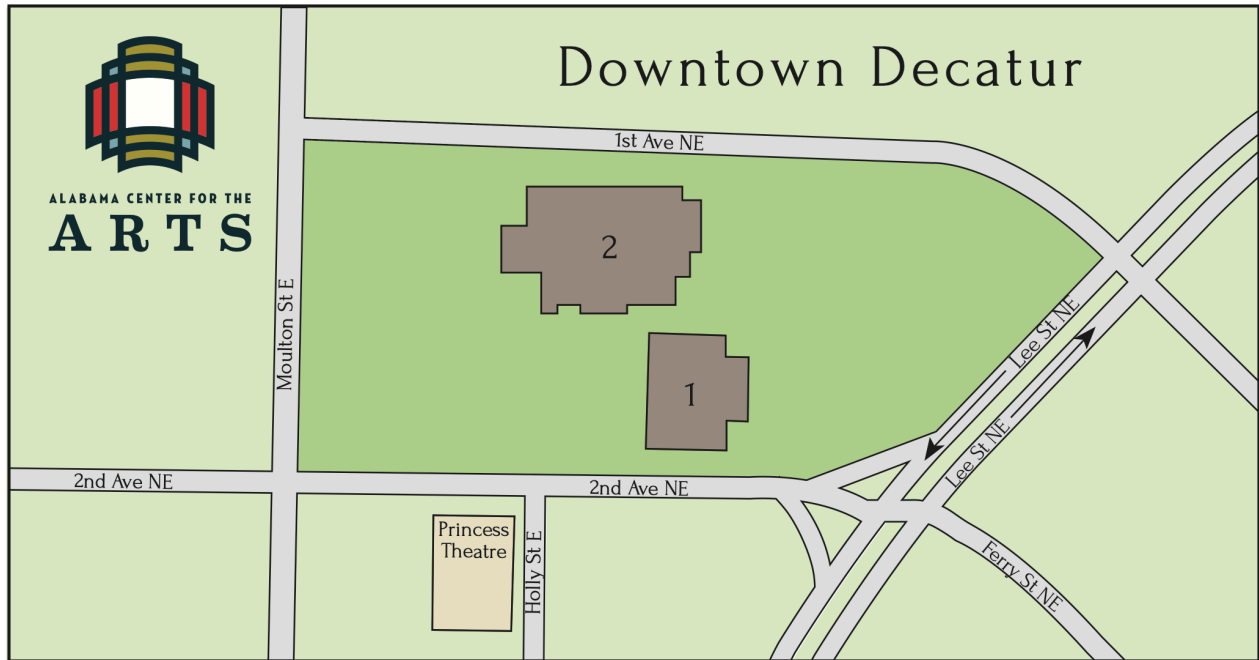 Downtown Decatur
ALABAMA CENTER FOR THE
ARTS
1st Ave NE
2
Moulton St E
Lee St NE
1
Lee St NE
2nd Ave NE
2nd Ave NE
Princess
Theatre
Holly St E
Ferry St NE